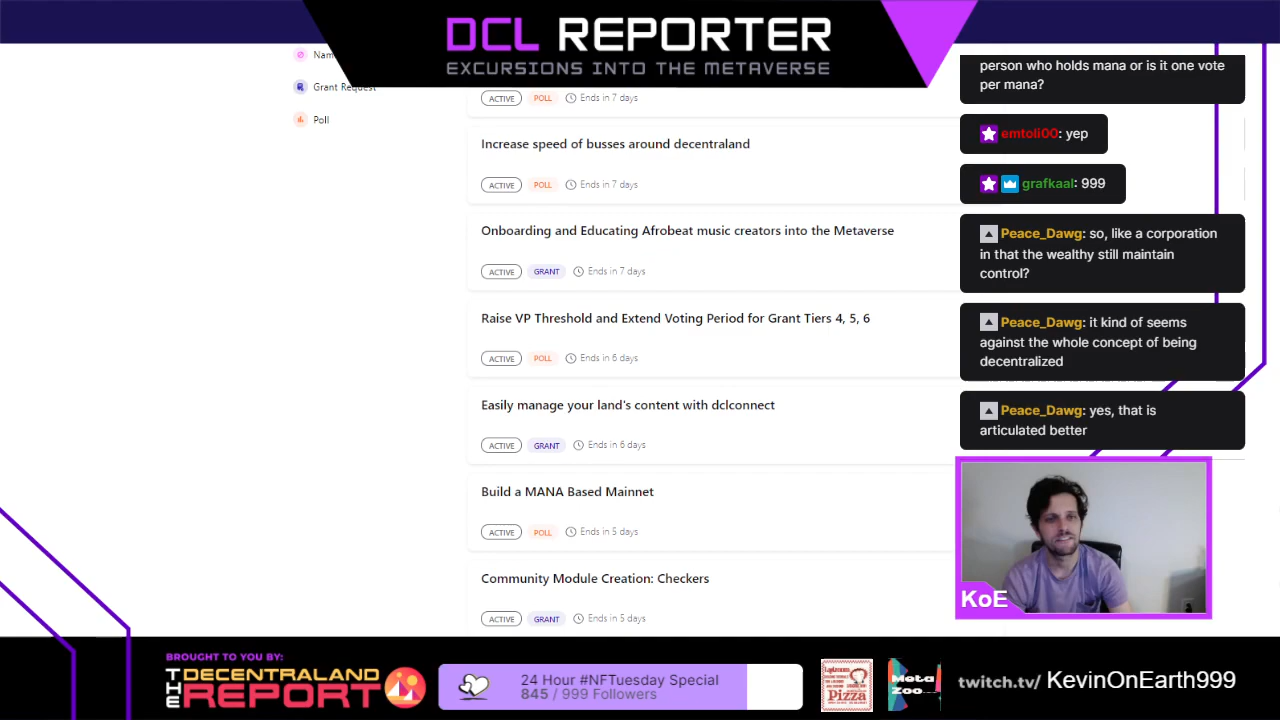 DCL REPORTER
EXCURSIONS INTO THE METAVERSE
Grant Request
Poll
ACTIVE POLL Ends in 7 days
Increase speed of busses around decentraland
ACTIVE POLL Ends in 7 days
Onboarding and Educating Afrobeat music creators into the Metaverse
ACTIVE GRANT Ends in 7 days
Raise VP Threshold and Extend Voting Period for Grant Tiers 4, 5, 6
ACTIVE POLL Ends in 6 days
Easily manage your land's content with dclconnect
ACTIVE GRANT Ends in 6 days
Build a MANA Based Mainnet
ACTIVE POLL Ends in 5 days
Community Module Creation: Checkers
ACTIVE GRANT Ends in 5 days
person who holds mana or is it one vote
per mana?
emtoli00: yep
grafkaal: 999
Peace_Dawg: so, like a corporation
in that the wealthy still maintain
control?
Peace_Dawg: it kind of seems
against the whole concept of being
decentralized
Peace_Dawg: yes, that is
articulated better
KoE
BROUGHT TO YOU BY:
THE DECENTRALAND
REPORT
24 Hour #NFTuesday Special
845 / 999 Followers
Pizza
Meta
Zoo
twitch.tv/ KevinOnEarth999